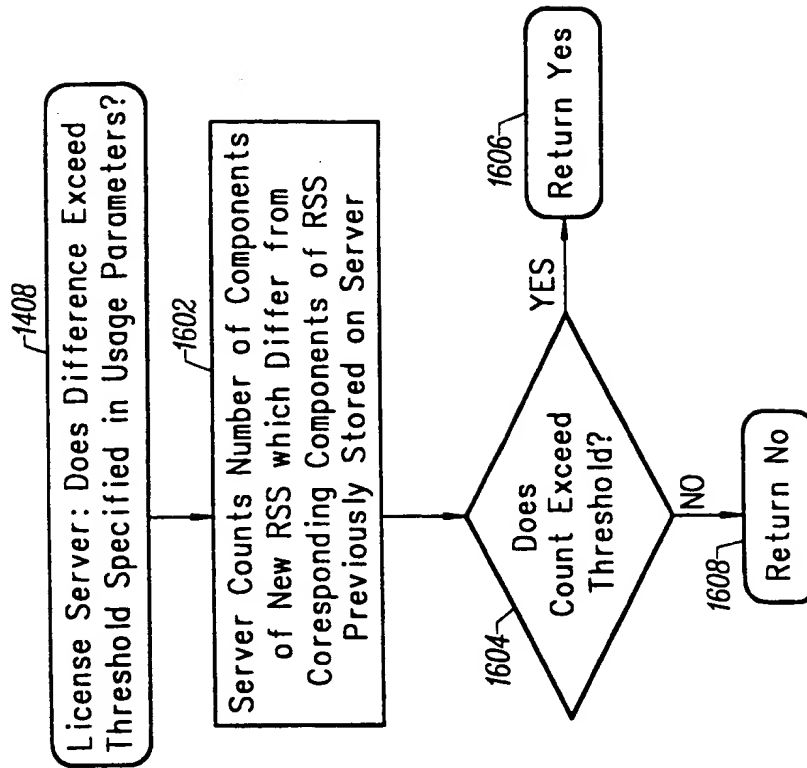 1408
License Server: Does Difference Exceed
Threshold Specified in Usage Parameters?
1602
Server Counts Number of Components
of New RSS which Differ from
Coresponding Components of RSS
Previously Stored on Server
1604
Does
Count Exceed
Threshold?
YES
1606
Return Yes
NO
1608
Return No